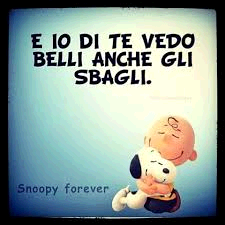 E IO DI TE VEDO
BELLI ANCHE GLI
SBAGLI.
Snoopy forever